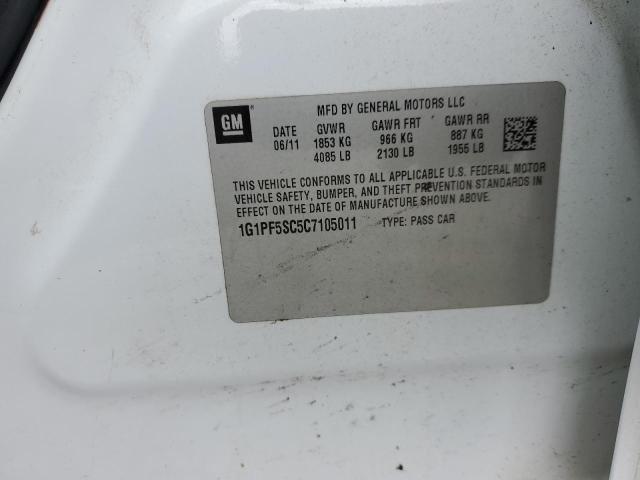 GM ®
MFD BY GENERAL MOTORS LLC
DATE GVWR GAWR FRT GAWR RR
06/11 1853 KG 966 KG 887 KG
4085 LB 2130 LB 1955 LB
THIS VEHICLE CONFORMS TO ALL APPLICABLE U.S. FEDERAL MOTOR
VEHICLE SAFETY, BUMPER, AND THEFT PREVENTION STANDARDS IN
EFFECT ON THE DATE OF MANUFACTURE SHOWN ABOVE.
1G1PF5SC5C7105011 TYPE: PASS CAR